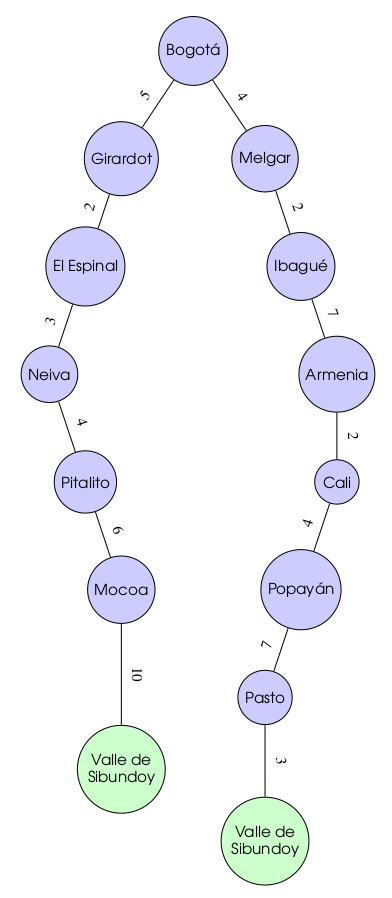 Bogotá
5
4
Girardot
Melgar
2
2
El Espinal
Ibagué
3
7
Neiva
Armenia
4
2
Pitalito
Cali
6
4
Mocoa
Popayán
10
7
Pasto
Valle de
Sibundoy
3
Valle de
Sibundoy